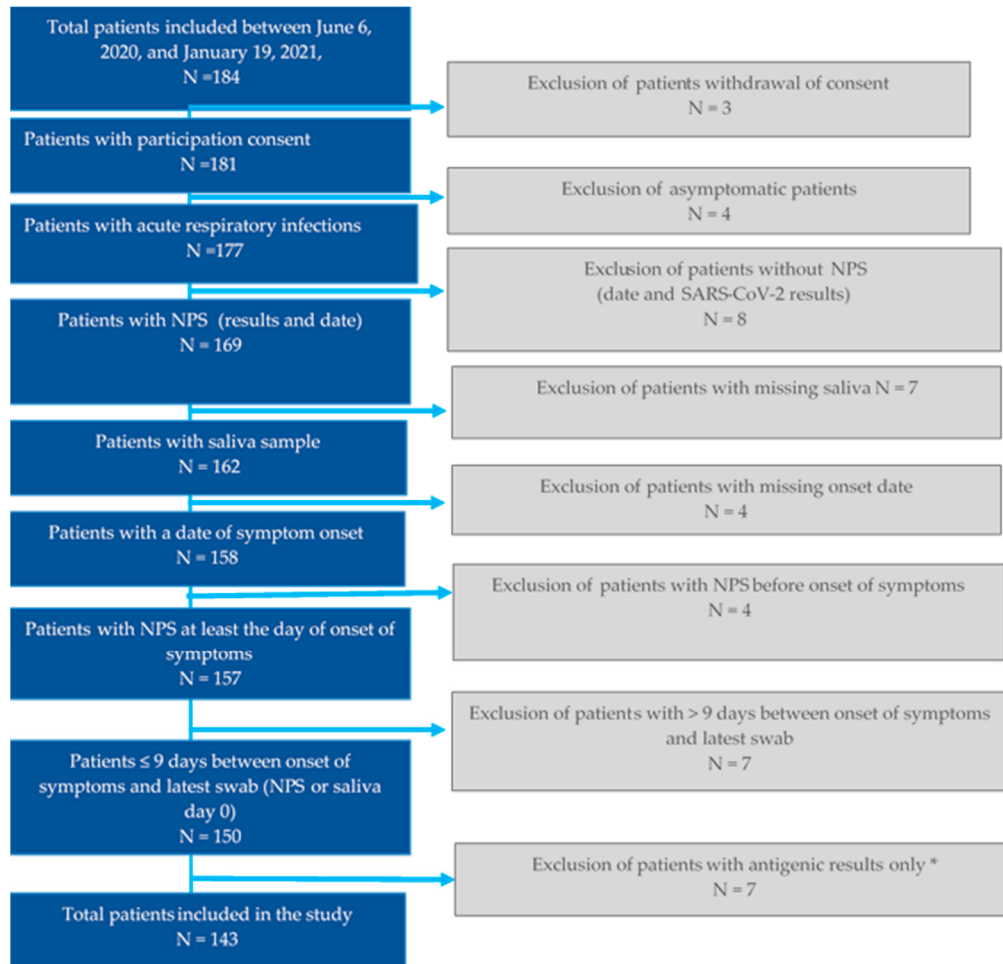 Total patients included between June 6,
2020, and January 19, 2021,
N =184
Exclusion of patients withdrawal of consent
N = 3
Patients with participation consent
N =181
Exclusion of asymptomatic patients
N = 4
Patients with acute respiratory infections
N =177
Exclusion of patients without NPS
(date and SARS-CoV-2 results)
N = 8
Patients with NPS (results and date)
N = 169
Exclusion of patients with missing saliva N = 7
Patients with saliva sample
N = 162
Exclusion of patients with missing onset date
N = 4
Patients with a date of symptom onset
N = 158
Exclusion of patients with NPS before onset of symptoms
N = 4
Patients with NPS at least the day of onset of
symptoms
N = 157
Exclusion of patients with > 9 days between onset of symptoms
and latest swab
N = 7
Patients ≤ 9 days between onset of
symptoms and latest swab (NPS or saliva
day 0)
N = 150
Exclusion of patients with antigenic results only *
N = 7
Total patients included in the study
N = 143